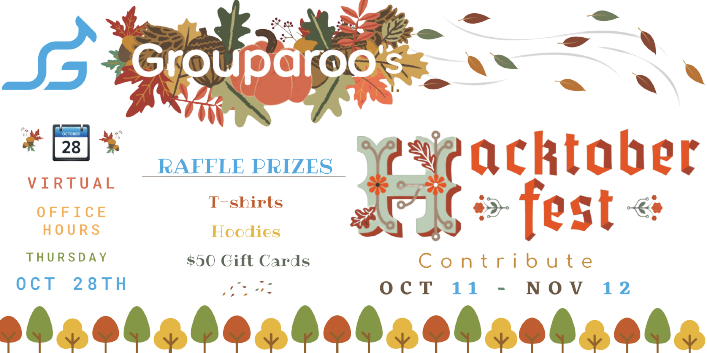 Grouparoo's
OCTOBER
28
VIRTUAL
OFFICE
HOURS
THURSDAY
OCT 28TH
RAFFLE PRIZES
T-shirts
Hoodies
$50 Gift Cards
Hacktober
fest
Contribute
OCT 11 - NOV 12